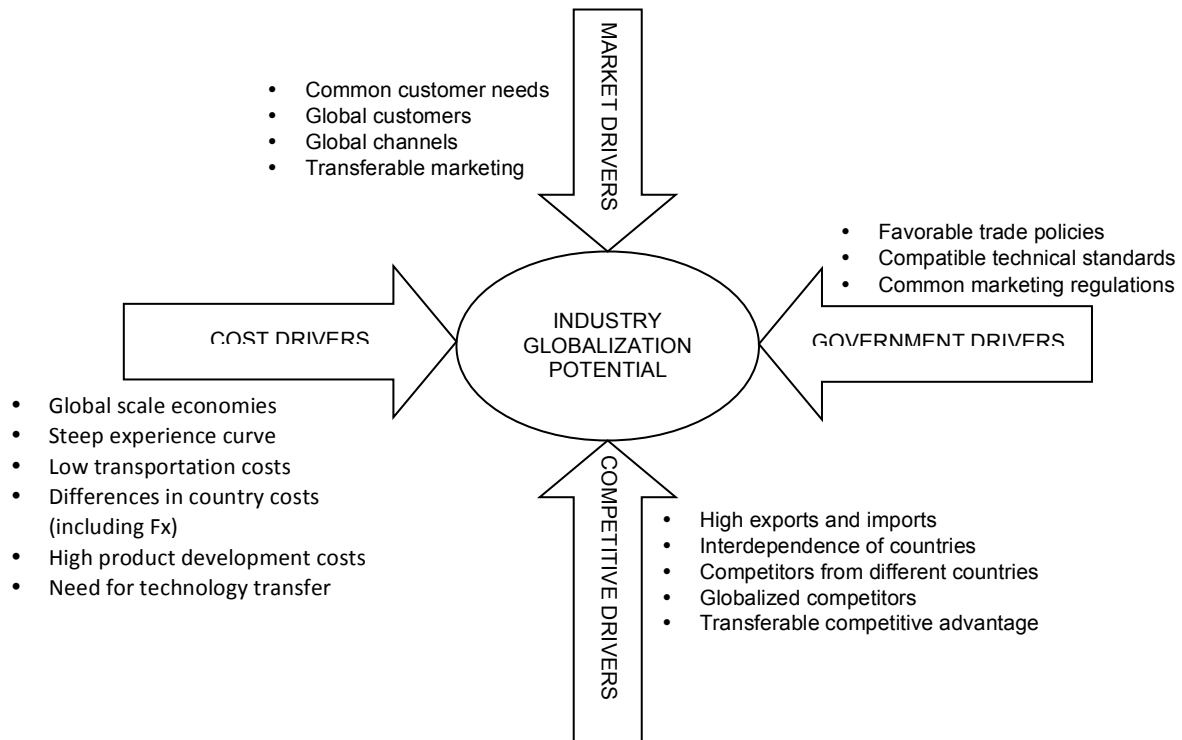 MARKET DRIVERS
• Common customer needs
• Global customers
• Global channels
• Transferable marketing
• Favorable trade policies
• Compatible technical standards
• Common marketing regulations
COST DRIVERS
INDUSTRY
GLOBALIZATION
POTENTIAL
GOVERNMENT DRIVERS
• Global scale economies
• Steep experience curve
• Low transportation costs
• Differences in country costs
(including Fx)
• High product development costs
• Need for technology transfer
COMPETITIVE DRIVERS
• High exports and imports
• Interdependence of countries
• Competitors from different countries
• Globalized competitors
• Transferable competitive advantage